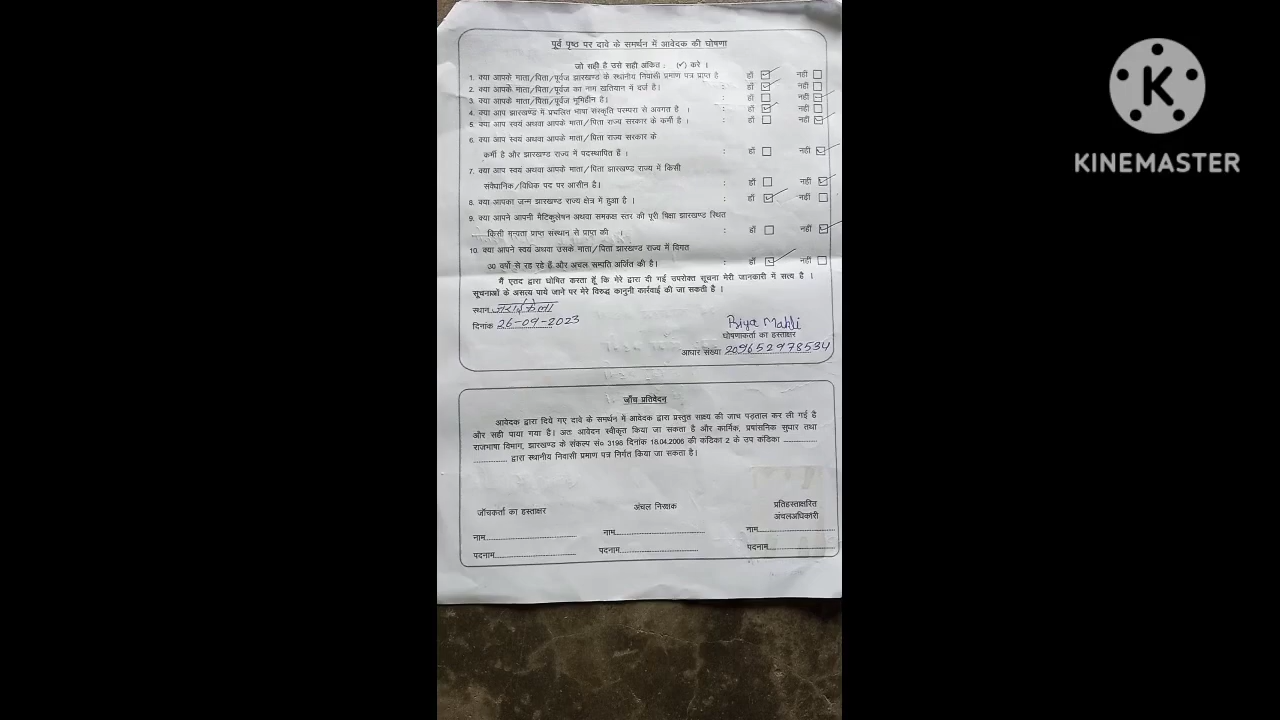 पूर्व पृष्ठ पर दावे के समर्थन में आवेदक की घोषणा
जो सही है उसे सही अंकित : (✓) करे ।
1. क्या आपके माता/पिता/पूर्वज झारखण्ड के स्थानीय निवासी प्रमाण पत्र प्राप्त है हाँ ☑ नहीं ☐
2. क्या आपके माता/पिता/पूर्वज का नाम खतियान में दर्ज है। : हाँ ☑ नहीं ☐
3. क्या आपके माता/पिता/पूर्वज भूमिहीन है। : हाँ ☐ नहीं ☑
4. क्या आप झारखण्ड में प्रचलित भाषा संस्कृति परम्परा से अवगत है । : हाँ ☑ नहीं ☐
5. क्या आप स्वयं अथवा आपके माता/पिता राज्य सरकार के कर्मी है । : हाँ ☐ नहीं ☑
6. क्या आप स्वयं अथवा आपके माता/पिता राज्य सरकार के
कर्मी है और झारखण्ड राज्य में पदस्थापित हैं । : हाँ ☐ नहीं ☑
7. क्या आप स्वयं अथवा आपके माता/पिता झारखण्ड राज्य में किसी
संवैधानिक/विधिक पद पर आसीन है। : हाँ ☐ नहीं ☑
8. क्या आपका जन्म झारखण्ड राज्य क्षेत्र में हुआ है । : हाँ ☑ नहीं ☐
9. क्या आपने आपनी मैटिकुलेषन अथवा समकक्ष स्तर की पूरी षिक्षा झारखण्ड स्थित
किसी मन्यता प्राप्त संस्थान से प्राप्त की । : हाँ ☐ नहीं ☑
10. क्या आपने स्वयं अथवा उसके माता/पिता झारखण्ड राज्य में विगत
30 वर्षो से रह रहे हैं और अचल सम्पति अर्जित की है। : हाँ ☑ नहीं ☐
मैं एतद द्वारा घोषित करता हूँ कि मेरे द्वारा दी गई उपरोक्त सूचना मेरी जानकारी में सत्य है ।
सूचनाओं के असत्य पाये जाने पर मेरे विरुद्ध कानुनी कार्रवाई की जा सकती है ।
स्थान
दिनांक 26-09-2023
Priya Mahli
घोषणाकर्ता का हस्ताक्षर
आधार संख्या 209652978534
जाँच प्रतिवेदन
आवेदक द्वारा दिये गए दावे के समर्थन में आवेदक द्वारा प्रस्तुत साक्ष्य की जाच पड़ताल कर ली गई है
और सही पाया गया है। अतः आवेदन स्वीकृत किया जा सकता है और कार्मिक, प्रषासनिक सुधार तथा
राजभाषा विभाग, झारखण्ड के संकल्प सं० 3198 दिनांक 18.04.2006 की कंडिका 2 के उप कंडिका
द्वारा स्थानीय निवासी प्रमाण पत्र निर्गत किया जा सकता है।
जाँचकर्ता का हस्ताक्षर अंचल निरक्षक प्रतिहस्ताक्षरित
अंचलअधिकारी
नाम नाम नाम
पदनाम पदनाम पदनाम
K
KINEMASTER